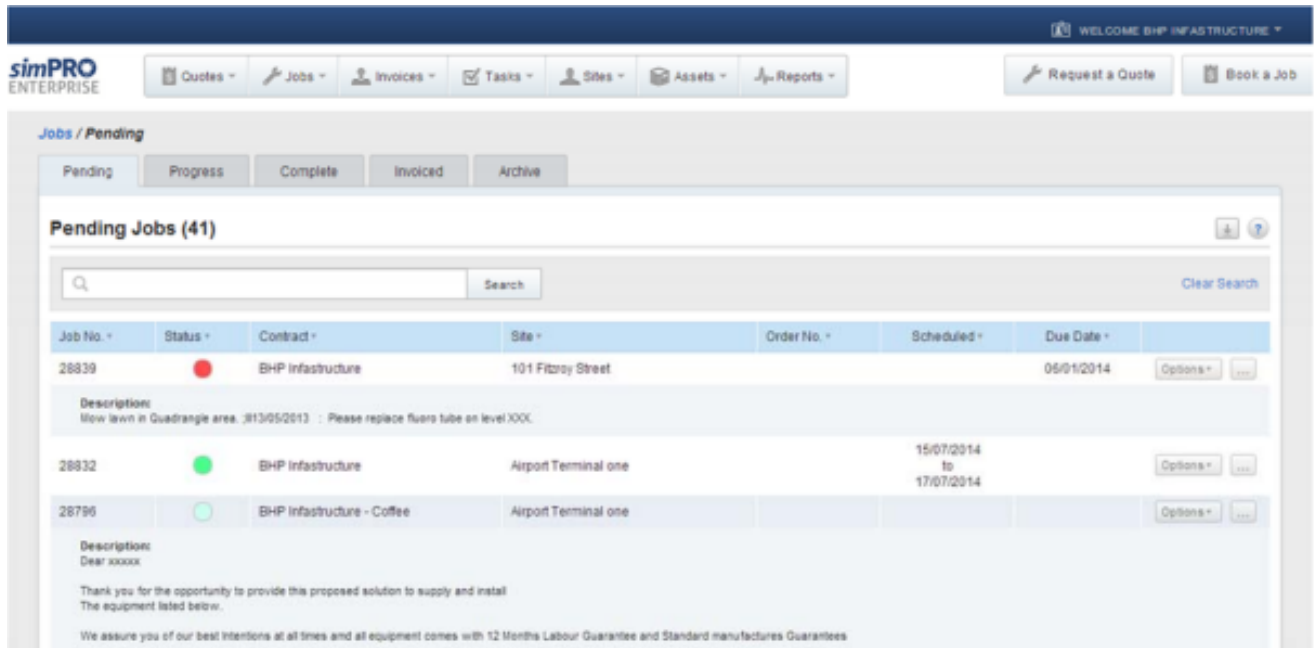 WELCOME BHP INFASTRUCTURE
simPRO
ENTERPRISE
Quotes Jobs Invoices Tasks Sites Assets Reports Request a Quote Book a Job
Jobs / Pending
Pending Progress Complete Invoiced Archive
Pending Jobs (41)
?
Search Clear Search
Job No. Status Contract Site Order No. Scheduled Due Date
28839 BHP Infastructure 101 Fitzroy Street 06/01/2014 Options ...
Description:
Mow lawn in Quadrangle area. ;#13/05/2013 : Please replace fluoro tube on level XXX.
28832 BHP Infastructure Airport Terminal one 15/07/2014 to 17/07/2014 Options ...
28796 BHP Infastructure - Coffee Airport Terminal one Options ...
Description:
Dear xxxxx
Thank you for the opportunity to provide this proposed solution to supply and install
The equipment listed below.
We assure you of our best Intentions at all times amd all equipment comes with 12 Months Labour Guarantee and Standard manufactures Guarantees